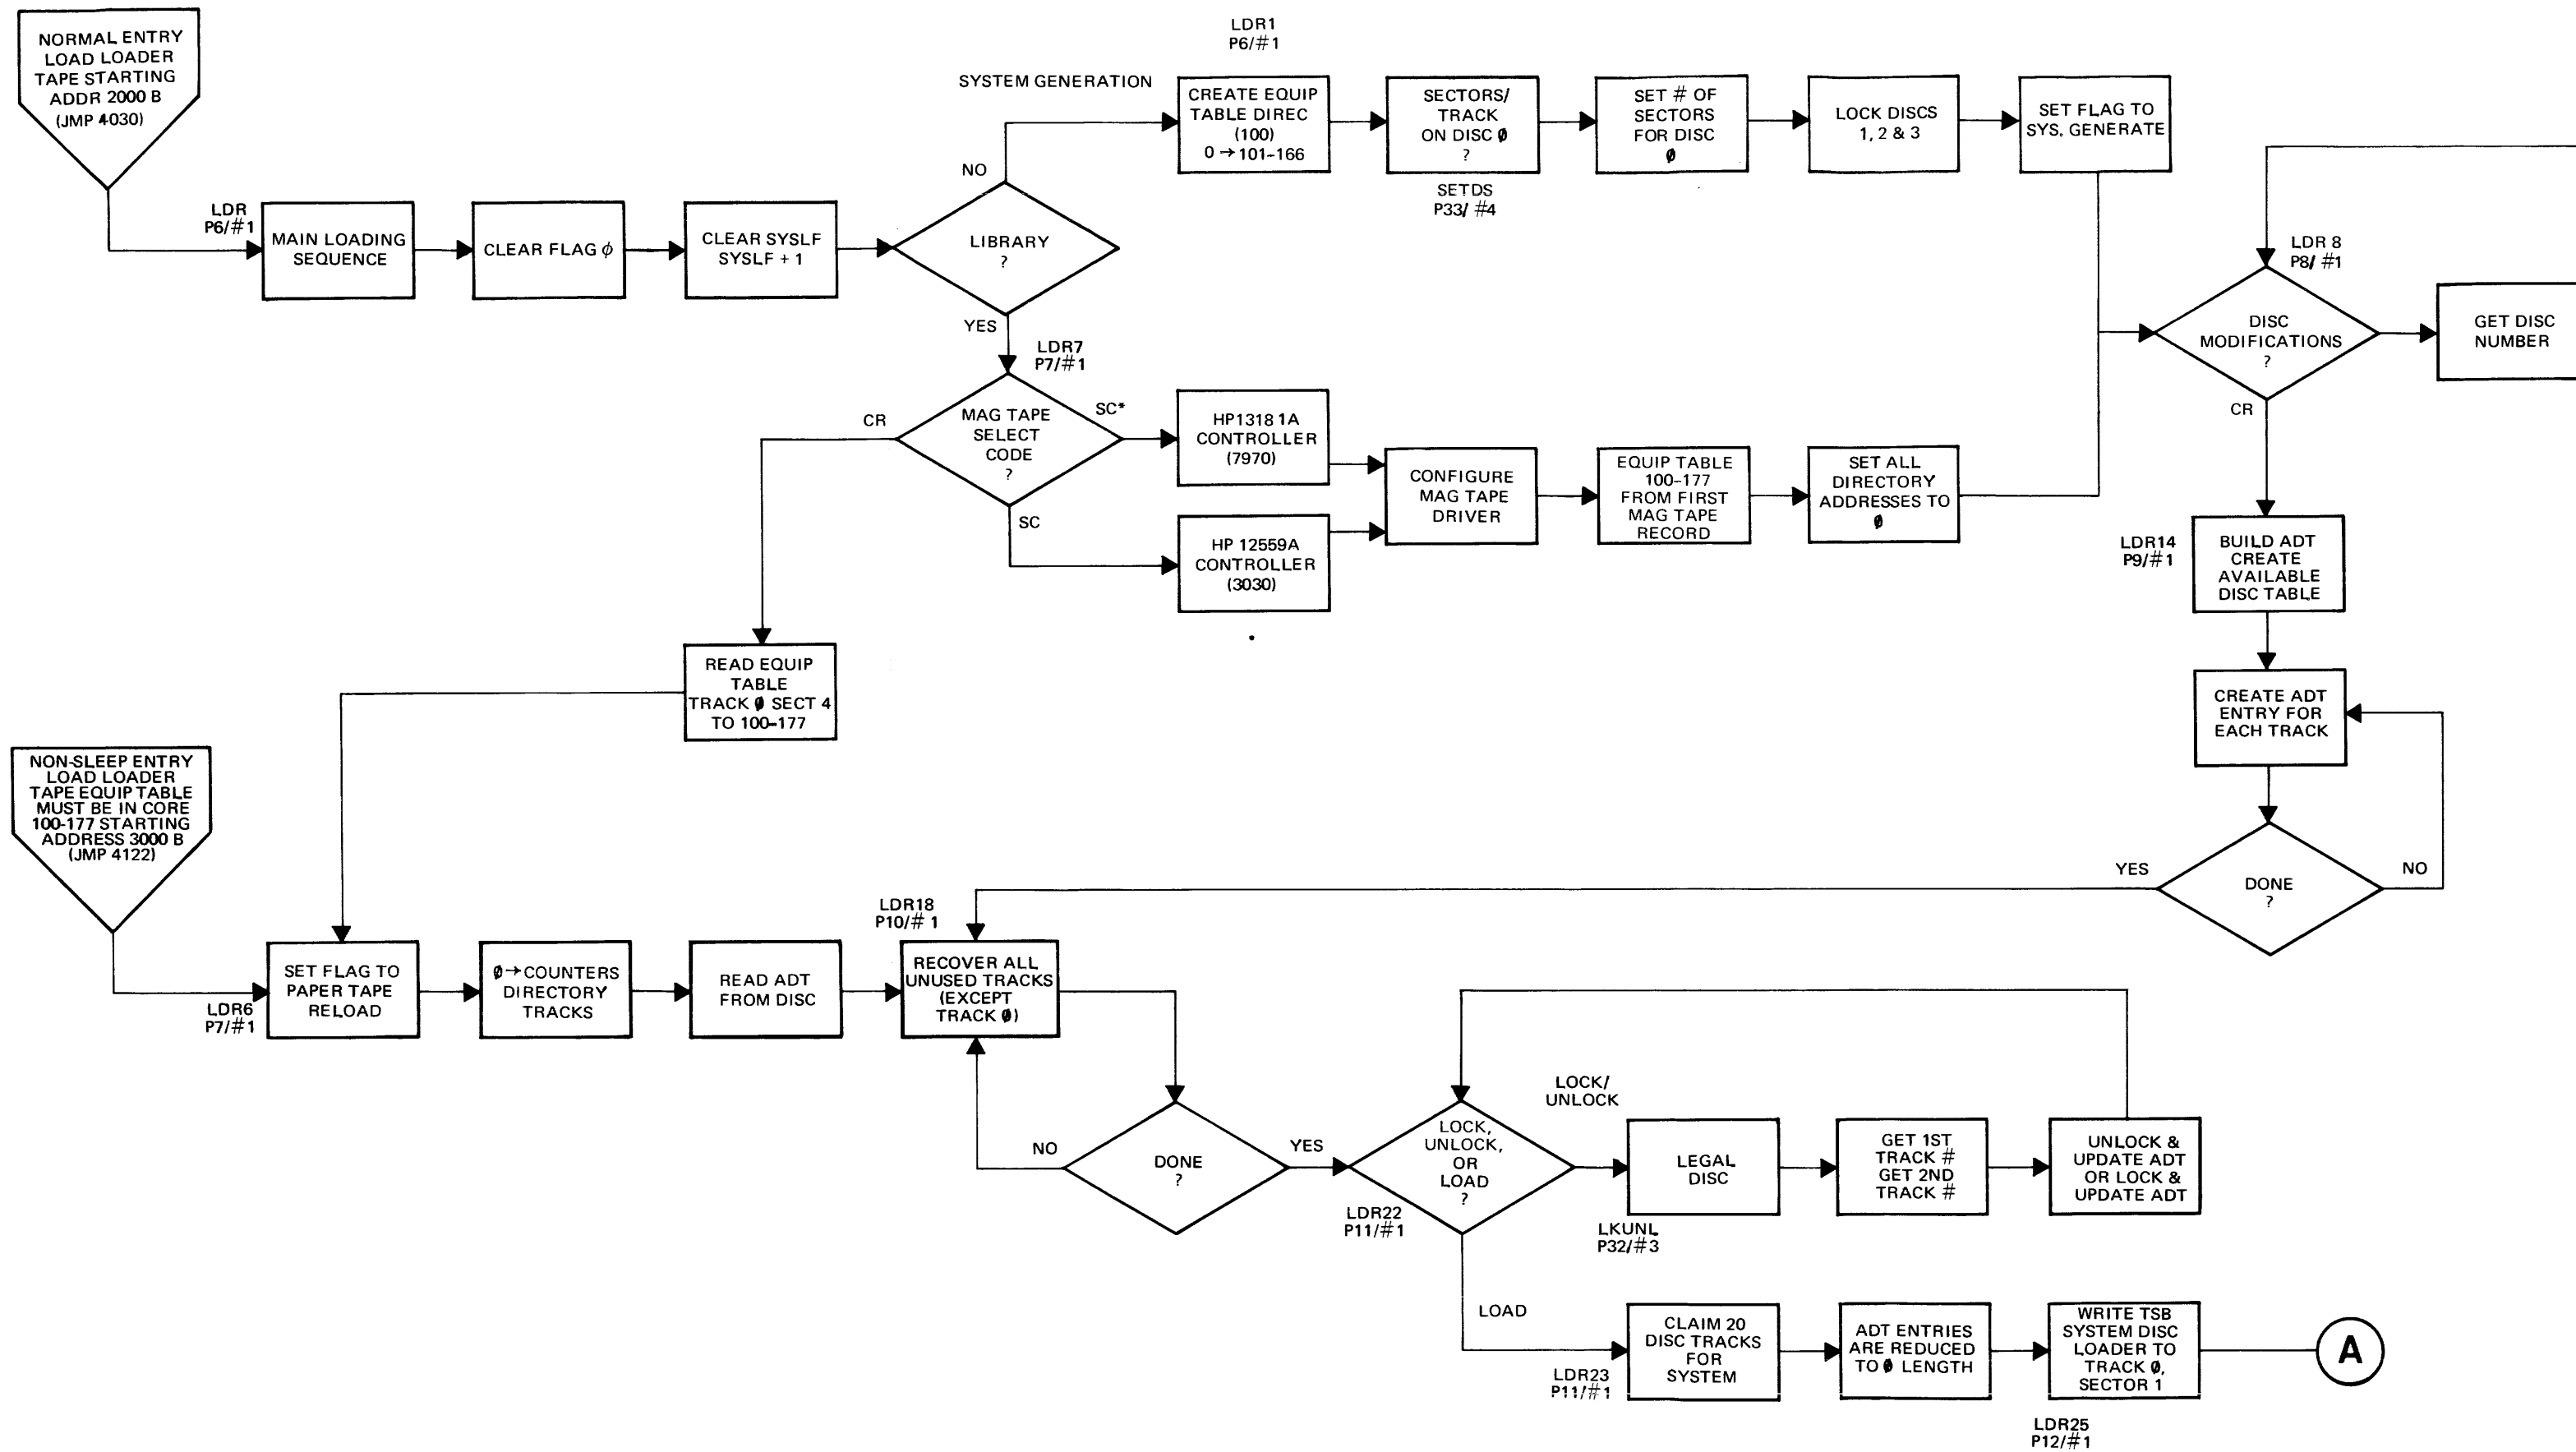 NORMAL ENTRY
LOAD LOADER
TAPE STARTING
ADDR 2000 B
(JMP 4030)
LDR
P6/#1
MAIN LOADING
SEQUENCE
CLEAR FLAG ϕ
CLEAR SYSLF
SYSLF + 1
LIBRARY
?
NO
YES
SYSTEM GENERATION
LDR1
P6/#1
CREATE EQUIP
TABLE DIREC
(100)
0 → 101-166
SECTORS/
TRACK
ON DISC Ø
?
SETDS
P33/ #4
SET # OF
SECTORS
FOR DISC
Ø
LOCK DISCS
1, 2 & 3
SET FLAG TO
SYS. GENERATE
LDR 8
P8/ #1
DISC
MODIFICATIONS
?
GET DISC
NUMBER
CR
LDR7
P7/#1
MAG TAPE
SELECT
CODE
?
CR
SC*
SC
HP1318 1A
CONTROLLER
(7970)
HP 12559A
CONTROLLER
(3030)
CONFIGURE
MAG TAPE
DRIVER
EQUIP TABLE
100-177
FROM FIRST
MAG TAPE
RECORD
SET ALL
DIRECTORY
ADDRESSES TO
Ø
LDR14
P9/#1
BUILD ADT
CREATE
AVAILABLE
DISC TABLE
CREATE ADT
ENTRY FOR
EACH TRACK
DONE
?
YES
NO
READ EQUIP
TABLE
TRACK Ø SECT 4
TO 100-177
NON-SLEEP ENTRY
LOAD LOADER
TAPE EQUIP TABLE
MUST BE IN CORE
100-177 STARTING
ADDRESS 3000 B
(JMP 4122)
LDR6
P7/#1
SET FLAG TO
PAPER TAPE
RELOAD
Ø→COUNTERS
DIRECTORY
TRACKS
READ ADT
FROM DISC
LDR18
P10/# 1
RECOVER ALL
UNUSED TRACKS
(EXCEPT
TRACK Ø)
DONE
?
NO
YES
LOCK,
UNLOCK,
OR
LOAD
?
LDR22
P11/#1
LOCK/
UNLOCK
LEGAL
DISC
LKUNL
P32/#3
GET 1ST
TRACK #
GET 2ND
TRACK #
UNLOCK &
UPDATE ADT
OR LOCK &
UPDATE ADT
LOAD
LDR23
P11/#1
CLAIM 20
DISC TRACKS
FOR
SYSTEM
ADT ENTRIES
ARE REDUCED
TO Ø LENGTH
WRITE TSB
SYSTEM DISC
LOADER TO
TRACK Ø,
SECTOR 1
LDR25
P12/#1
A